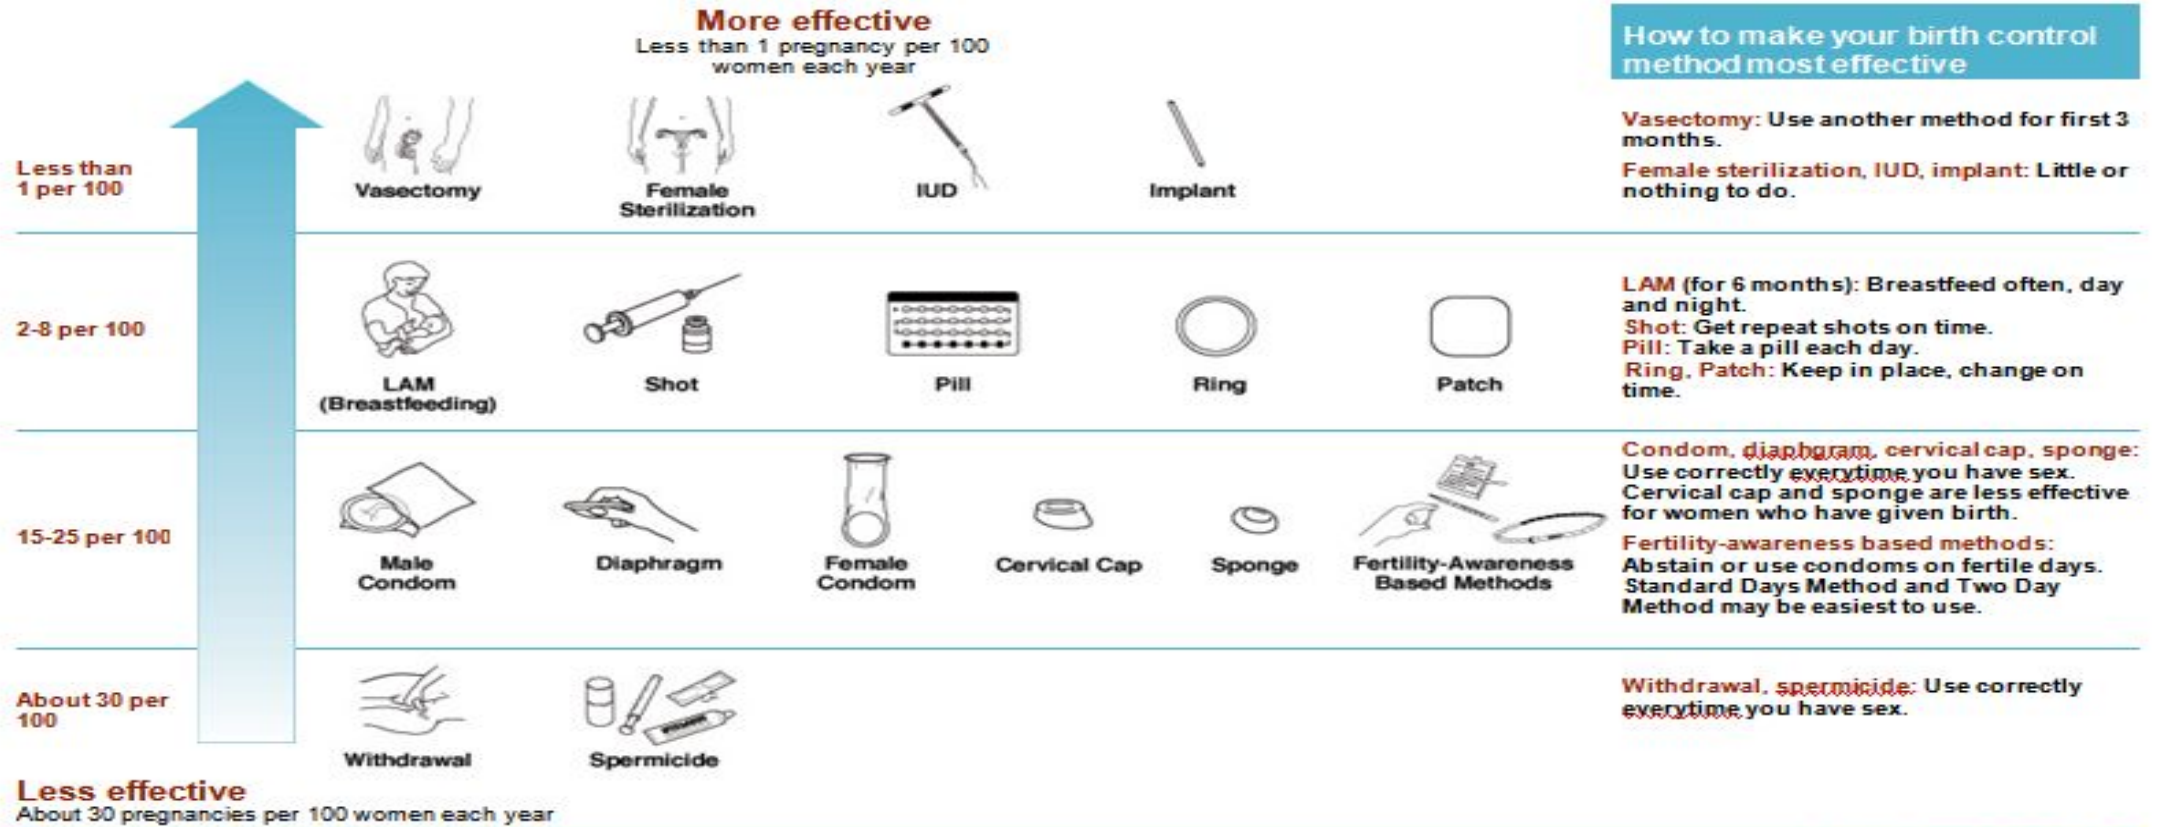 More effective
Less than 1 pregnancy per 100
women each year
How to make your birth control
method most effective
Less than
1 per 100
Vasectomy
Female
Sterilization
IUD
Implant
Vasectomy: Use another method for first 3
months.
Female sterilization, IUD, implant: Little or
nothing to do.
2-8 per 100
LAM
(Breastfeeding)
Shot
Pill
Ring
Patch
LAM (for 6 months): Breastfeed often, day
and night.
Shot: Get repeat shots on time.
Pill: Take a pill each day.
Ring, Patch: Keep in place, change on
time.
15-25 per 100
Male
Condom
Diaphragm
Female
Condom
Cervical Cap
Sponge
Fertility-Awareness
Based Methods
Condom, diaphgram, cervical cap, sponge:
Use correctly everytime you have sex.
Cervical cap and sponge are less effective
for women who have given birth.
Fertility-awareness based methods:
Abstain or use condoms on fertile days.
Standard Days Method and Two Day
Method may be easiest to use.
About 30 per
100
Withdrawal
Spermicide
Withdrawal, spermicide: Use correctly
everytime you have sex.
Less effective
About 30 pregnancies per 100 women each year